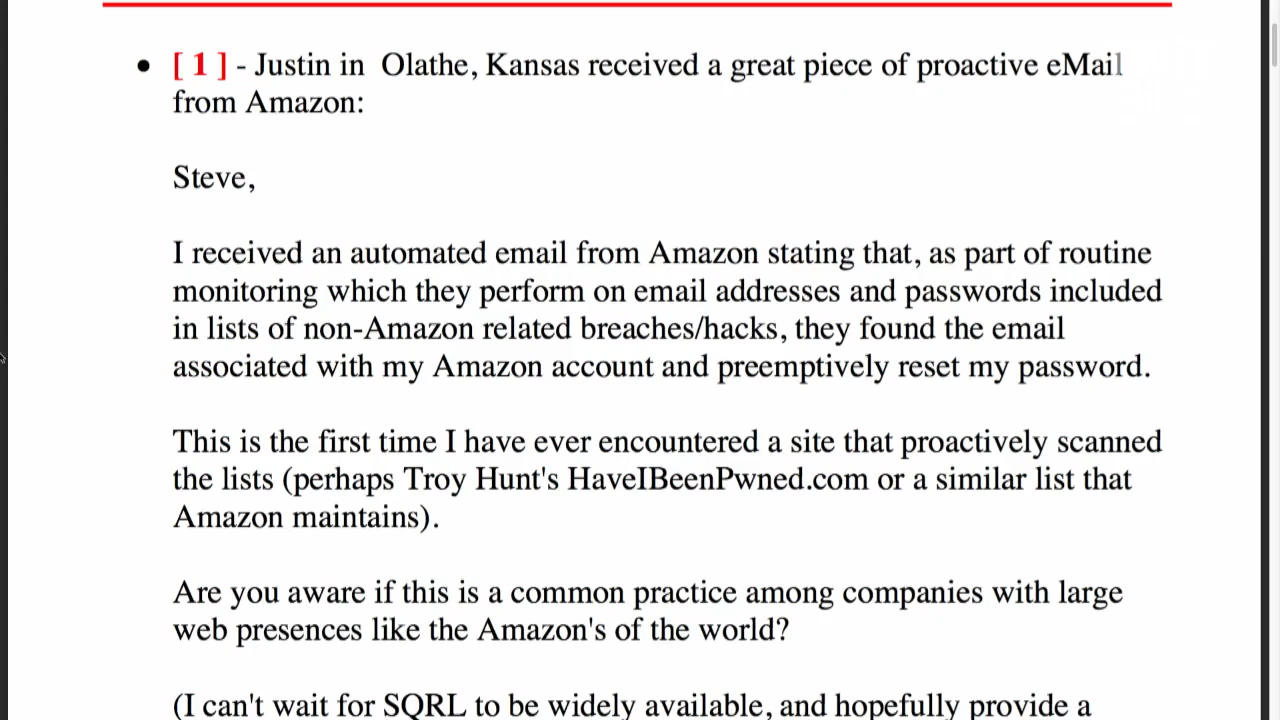 [ 1 ] - Justin in Olathe, Kansas received a great piece of proactive eMail
from Amazon:
Steve,
I received an automated email from Amazon stating that, as part of routine
monitoring which they perform on email addresses and passwords included
in lists of non-Amazon related breaches/hacks, they found the email
associated with my Amazon account and preemptively reset my password.
This is the first time I have ever encountered a site that proactively scanned
the lists (perhaps Troy Hunt's HaveIBeenPwned.com or a similar list that
Amazon maintains).
Are you aware if this is a common practice among companies with large
web presences like the Amazon's of the world?
(I can't wait for SQRL to be widely available, and hopefully provide a